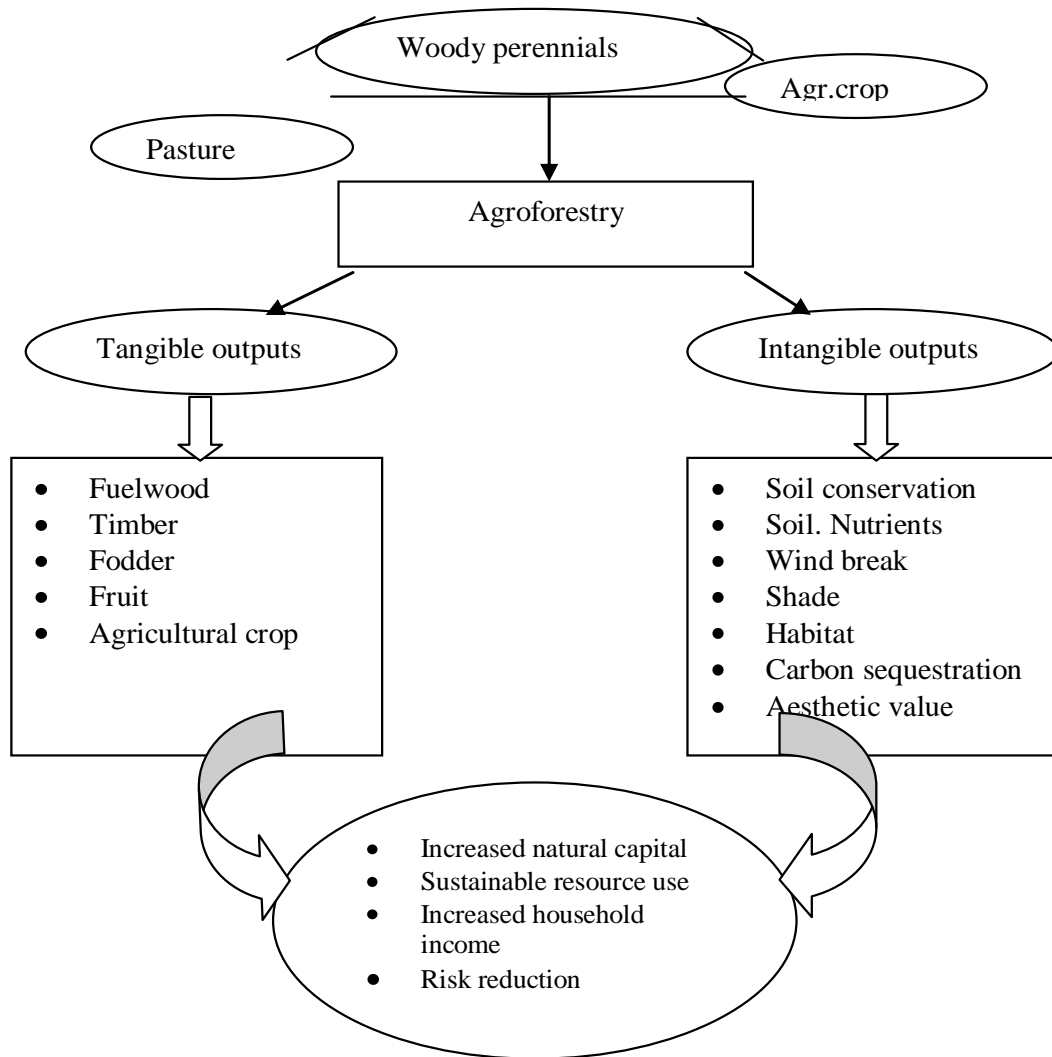 Woody perennials
Agr.crop
Pasture
Agroforestry
Tangible outputs
Intangible outputs
• Fuelwood
• Timber
• Fodder
• Fruit
• Agricultural crop
• Soil conservation
• Soil. Nutrients
• Wind break
• Shade
• Habitat
• Carbon sequestration
• Aesthetic value
• Increased natural capital
• Sustainable resource use
• Increased household
income
• Risk reduction